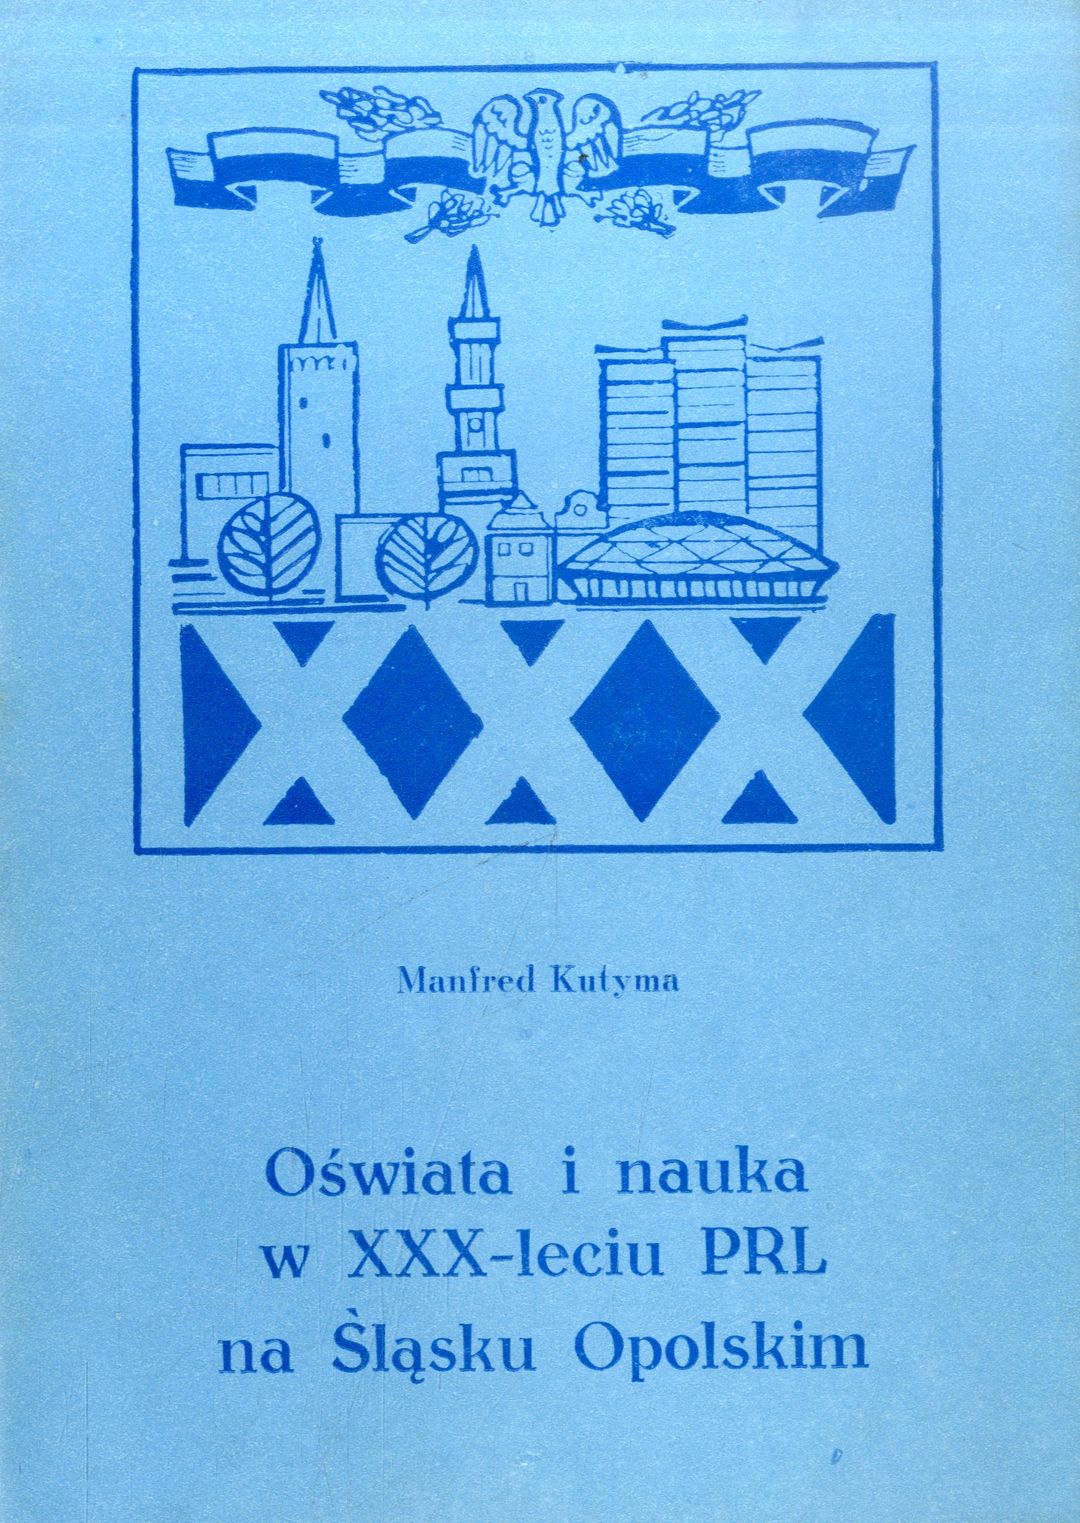 XXX
Manfred Kutyma
Oświata i nauka
w XXX-leciu PRL
na Śląsku Opolskim